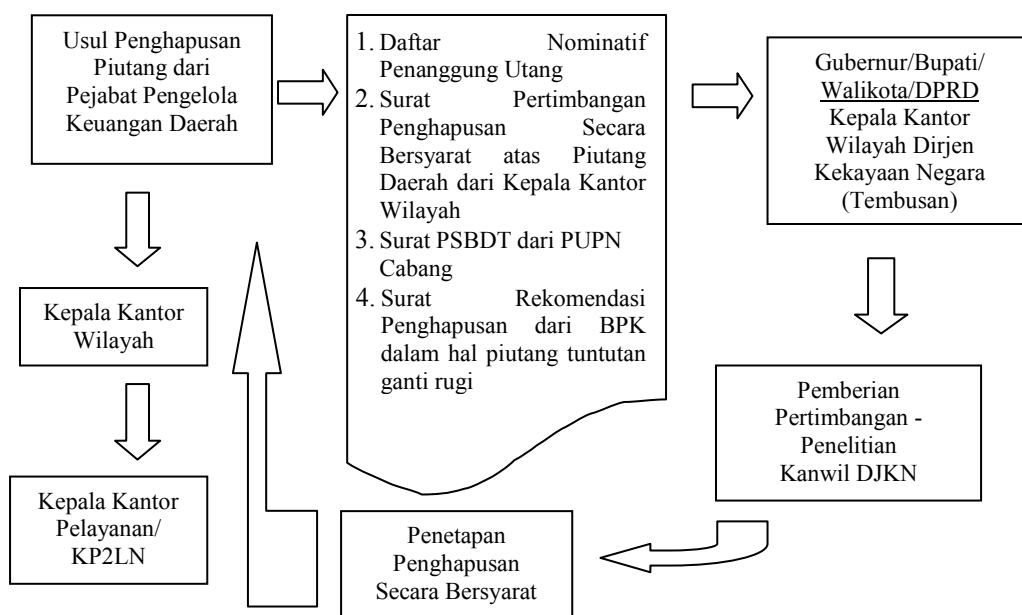 Usul Penghapusan
Piutang dari
Pejabat Pengelola
Keuangan Daerah
1. Daftar Nominatif
Penanggung Utang
2. Surat Pertimbangan
Penghapusan Secara
Bersyarat atas Piutang
Daerah dari Kepala Kantor
Wilayah
3. Surat PSBDT dari PUPN
Cabang
4. Surat Rekomendasi
Penghapusan dari BPK
dalam hal piutang tuntutan
ganti rugi
Gubernur/Bupati/
Walikota/DPRD
Kepala Kantor
Wilayah Dirjen
Kekayaan Negara
(Tembusan)
Kepala Kantor
Wilayah
Pemberian
Pertimbangan -
Penelitian
Kanwil DJKN
Kepala Kantor
Pelayanan/
KP2LN
Penetapan
Penghapusan
Secara Bersyarat